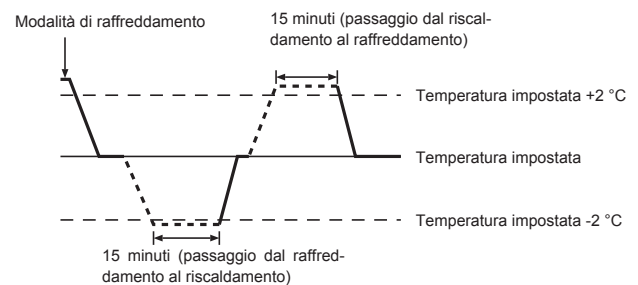 Modalità di raffreddamento
15 minuti (passaggio dal riscal-
damento al raffreddamento)
Temperatura impostata +2 °C
Temperatura impostata
Temperatura impostata -2 °C
15 minuti (passaggio dal raffred-
damento al riscaldamento)